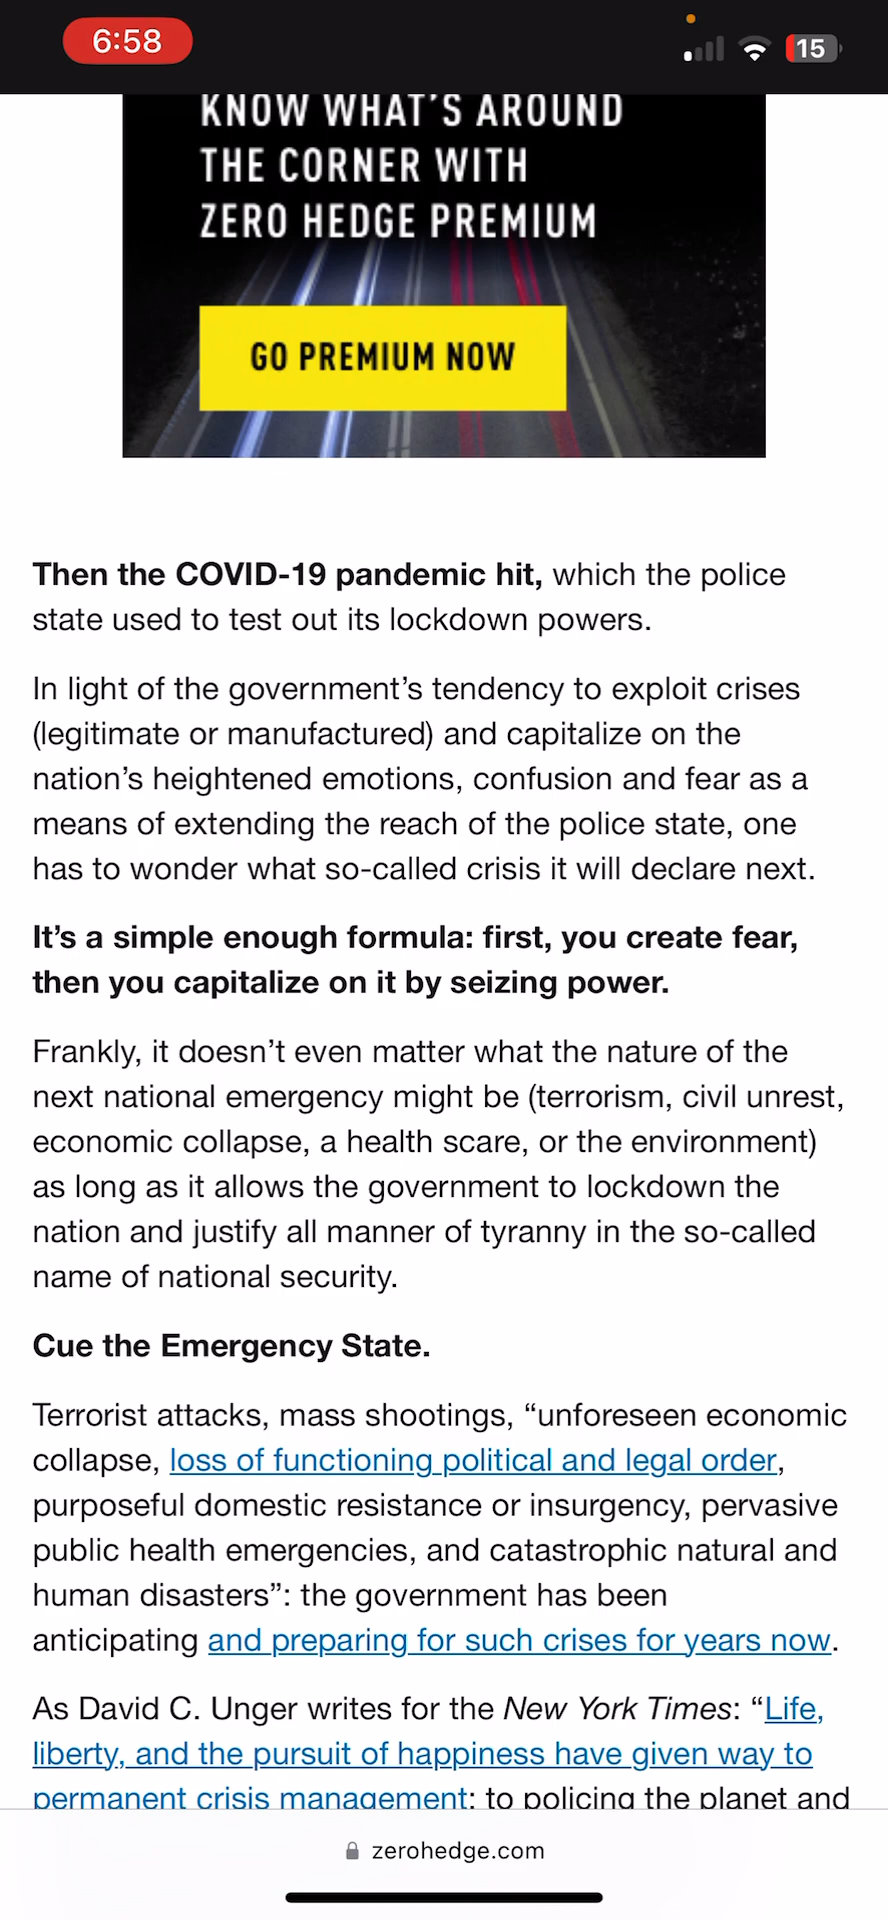 6:58
15
KNOW WHAT'S AROUND
THE CORNER WITH
ZERO HEDGE PREMIUM
GO PREMIUM NOW
Then the COVID-19 pandemic hit, which the police
state used to test out its lockdown powers.
In light of the government’s tendency to exploit crises
(legitimate or manufactured) and capitalize on the
nation’s heightened emotions, confusion and fear as a
means of extending the reach of the police state, one
has to wonder what so-called crisis it will declare next.
It’s a simple enough formula: first, you create fear,
then you capitalize on it by seizing power.
Frankly, it doesn’t even matter what the nature of the
next national emergency might be (terrorism, civil unrest,
economic collapse, a health scare, or the environment)
as long as it allows the government to lockdown the
nation and justify all manner of tyranny in the so-called
name of national security.
Cue the Emergency State.
Terrorist attacks, mass shootings, “unforeseen economic
collapse, loss of functioning political and legal order,
purposeful domestic resistance or insurgency, pervasive
public health emergencies, and catastrophic natural and
human disasters”: the government has been
anticipating and preparing for such crises for years now.
As David C. Unger writes for the New York Times: “Life,
liberty, and the pursuit of happiness have given way to
permanent crisis management: to policing the planet and
zerohedge.com